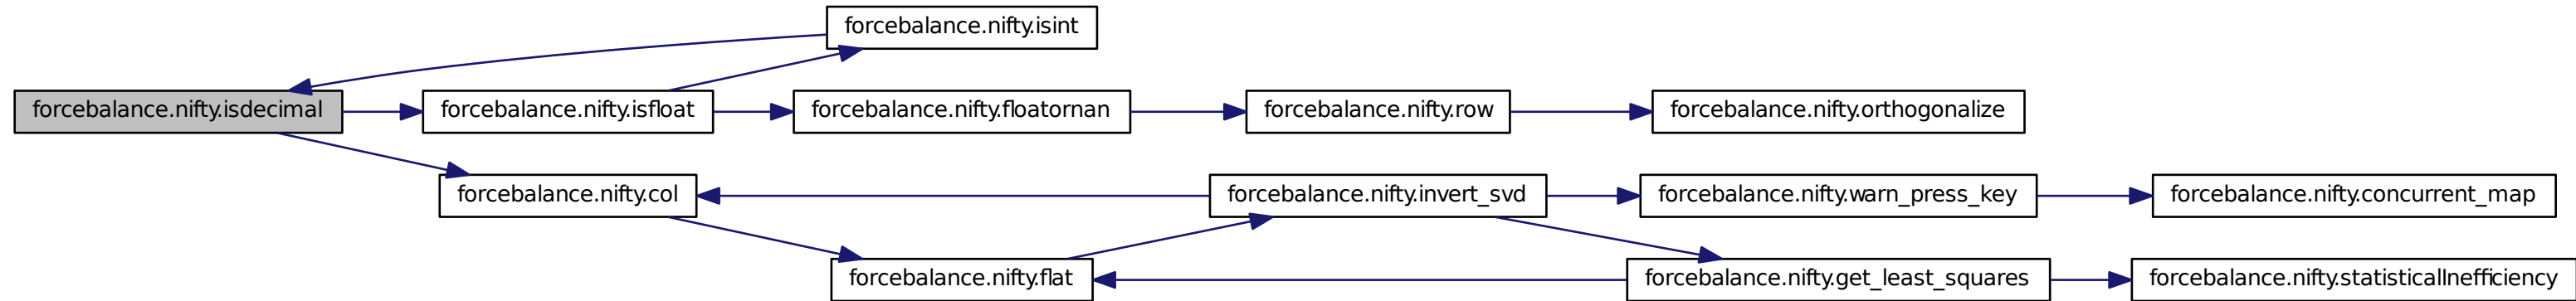 forcebalance.nifty.isint
forcebalance.nifty.isdecimal
forcebalance.nifty.isfloat
forcebalance.nifty.floatornan
forcebalance.nifty.row
forcebalance.nifty.orthogonalize
forcebalance.nifty.col
forcebalance.nifty.invert_svd
forcebalance.nifty.warn_press_key
forcebalance.nifty.concurrent_map
forcebalance.nifty.flat
forcebalance.nifty.get_least_squares
forcebalance.nifty.statisticalInefficiency